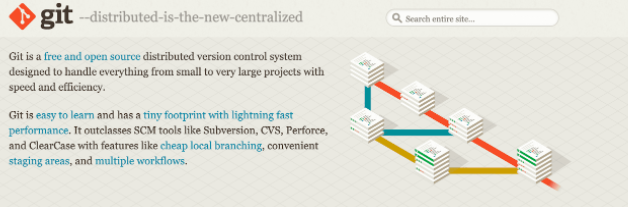 git --distributed-is-the-new-centralized
Search entire site...
Git is a free and open source distributed version control system
designed to handle everything from small to very large projects with
speed and efficiency.
Git is easy to learn and has a tiny footprint with lightning fast
performance. It outclasses SCM tools like Subversion, CVS, Perforce,
and ClearCase with features like cheap local branching, convenient
staging areas, and multiple workflows.